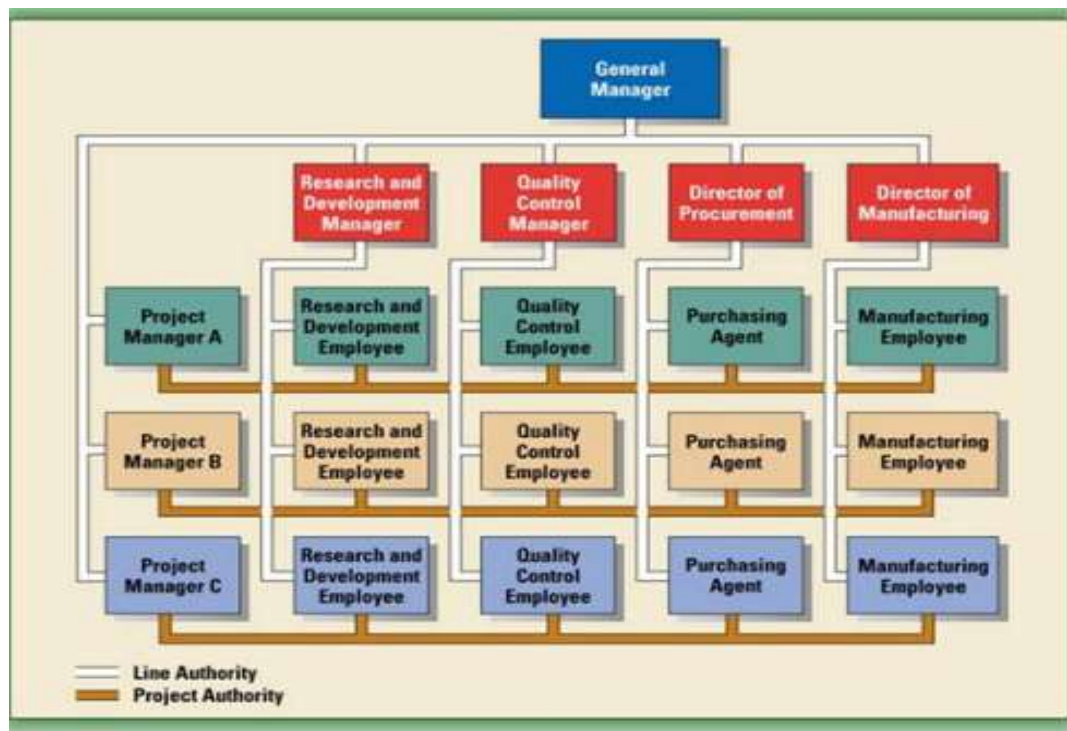 General
Manager
Research and
Development
Manager
Quality
Control
Manager
Director of
Procurement
Director of
Manufacturing
Project
Manager A
Research and
Development
Employee
Quality
Control
Employee
Purchasing
Agent
Manufacturing
Employee
Project
Manager B
Research and
Development
Employee
Quality
Control
Employee
Purchasing
Agent
Manufacturing
Employee
Project
Manager C
Research and
Development
Employee
Quality
Control
Employee
Purchasing
Agent
Manufacturing
Employee
Line Authority
Project Authority